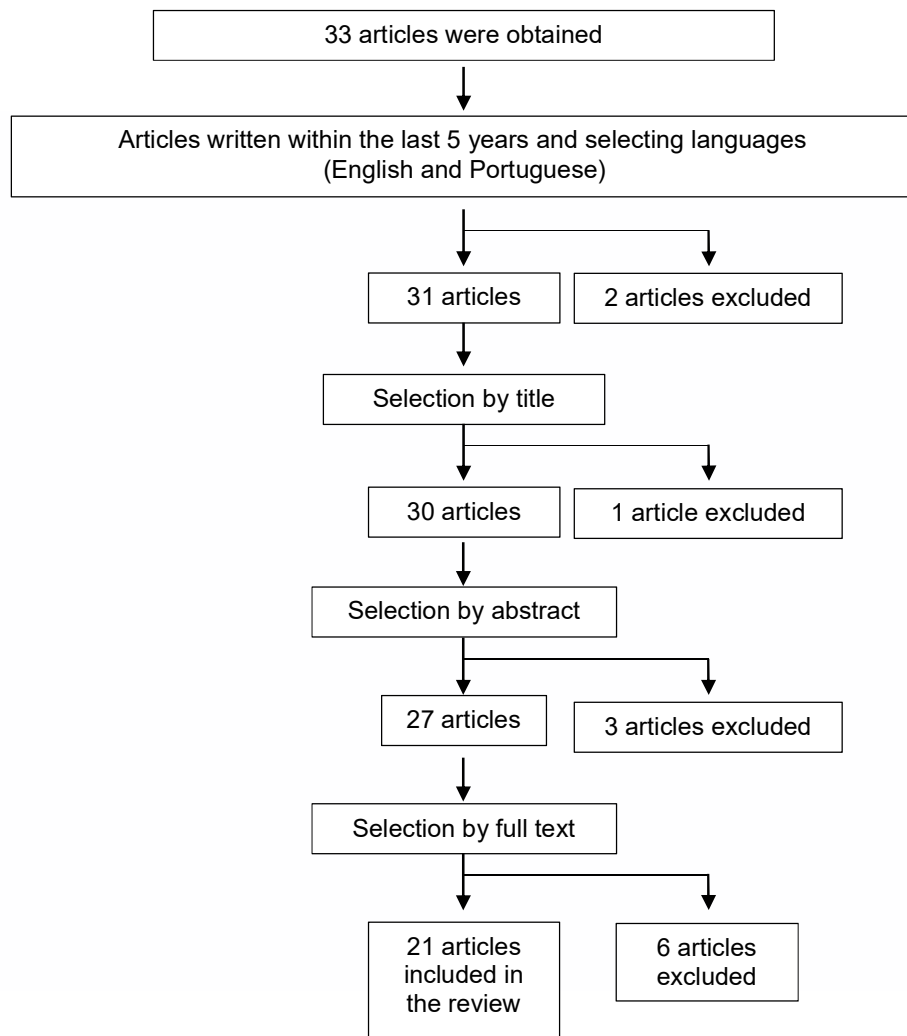 33 articles were obtained
Articles written within the last 5 years and selecting languages
(English and Portuguese)
31 articles
2 articles excluded
Selection by title
30 articles
1 article excluded
Selection by abstract
27 articles
3 articles excluded
Selection by full text
21 articles
included in
the review
6 articles
excluded